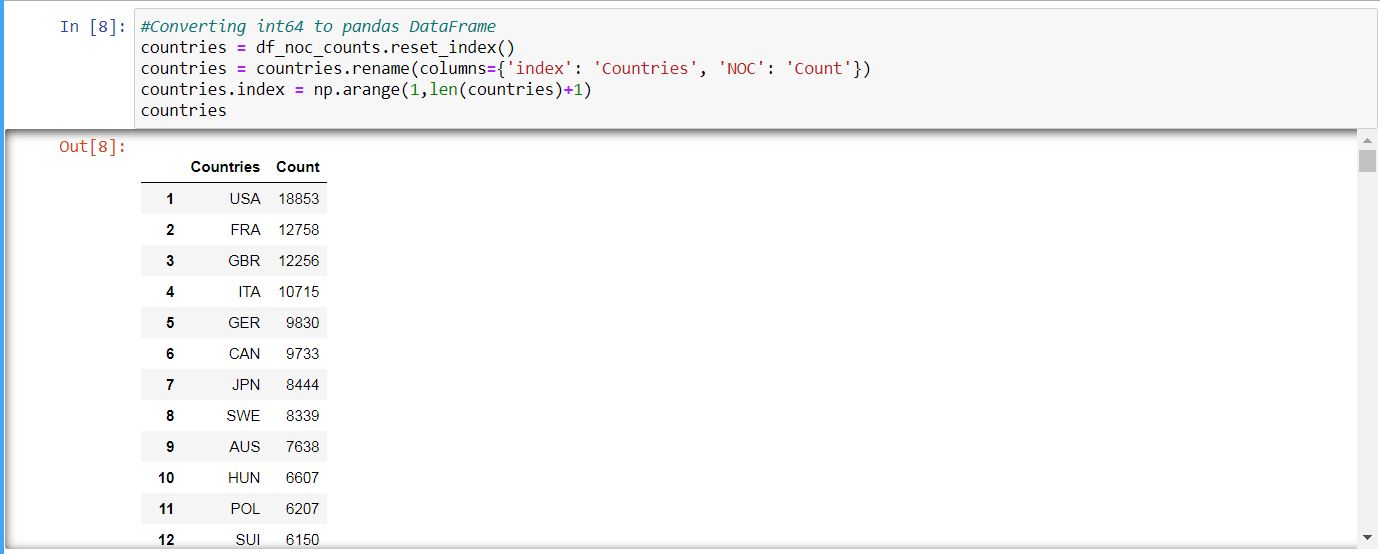 In [8]: #Converting int64 to pandas DataFrame
countries = df_noc_counts.reset_index()
countries = countries.rename(columns={'index': 'Countries', 'NOC': 'Count'})
countries.index = np.arange(1,len(countries)+1)
countries
Out[8]:
Countries Count
1 USA 18853
2 FRA 12758
3 GBR 12256
4 ITA 10715
5 GER 9830
6 CAN 9733
7 JPN 8444
8 SWE 8339
9 AUS 7638
10 HUN 6607
11 POL 6207
12 SUI 6150